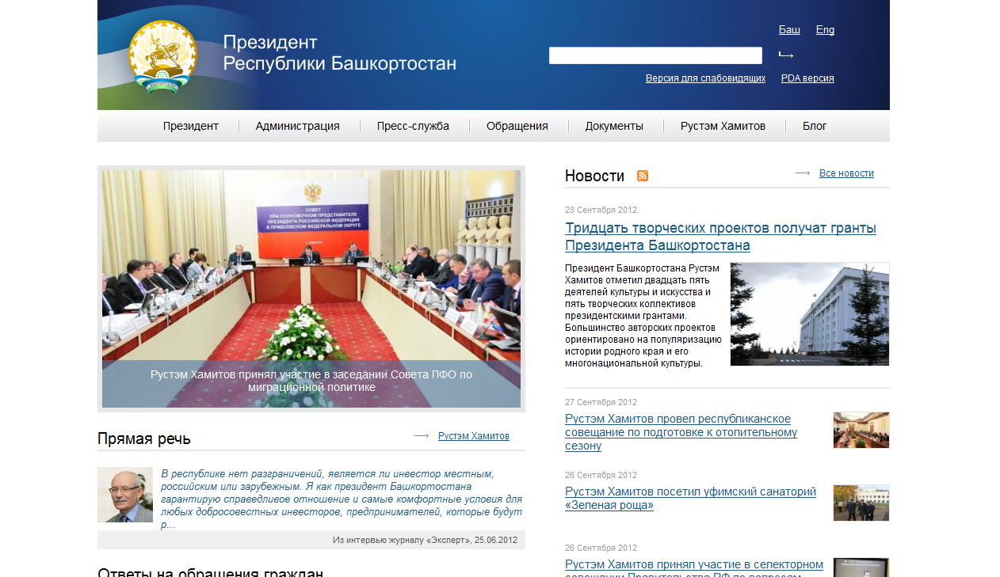 Президент
Республики Башкортостан
Баш Eng
Версия для слабовидящих PDA версия
Президент Администрация Пресс-служба Обращения Документы Рустэм Хамитов Блог
СОВЕТ
ПРИ ПОЛНОМОЧНОМ ПРЕДСТАВИТЕЛЕ
ПРЕЗИДЕНТА РОССИЙСКОЙ ФЕДЕРАЦИИ
В ПРИВОЛЖСКОМ ФЕДЕРАЛЬНОМ ОКРУГЕ
Рустэм Хамитов принял участие в заседании Совета ПФО по
миграционной политике
Прямая речь
Рустэм Хамитов
В республике нет разграничений, является ли инвестор местным,
российским или зарубежным. Я как президент Башкортостана
гарантирую справедливое отношение и самые комфортные условия для
любых добросовестных инвесторов, предпринимателей, которые будут
р...
Из интервью журналу «Эксперт», 25.06.2012
Ответы на обращения граждан
Новости
Все новости
28 Сентября 2012
Тридцать творческих проектов получат гранты
Президента Башкортостана
Президент Башкортостана Рустэм
Хамитов отметил двадцать пять
деятелей культуры и искусства и
пять творческих коллективов
президентскими грантами.
Большинство авторских проектов
ориентировано на популяризацию
истории родного края и его
многонациональной культуры.
27 Сентября 2012
Рустэм Хамитов провел республиканское
совещание по подготовке к отопительному
сезону
26 Сентября 2012
Рустэм Хамитов посетил уфимский санаторий
«Зеленая роща»
26 Сентября 2012
Рустэм Хамитов принял участие в селекторном
совещании Правительства РФ по вопросам